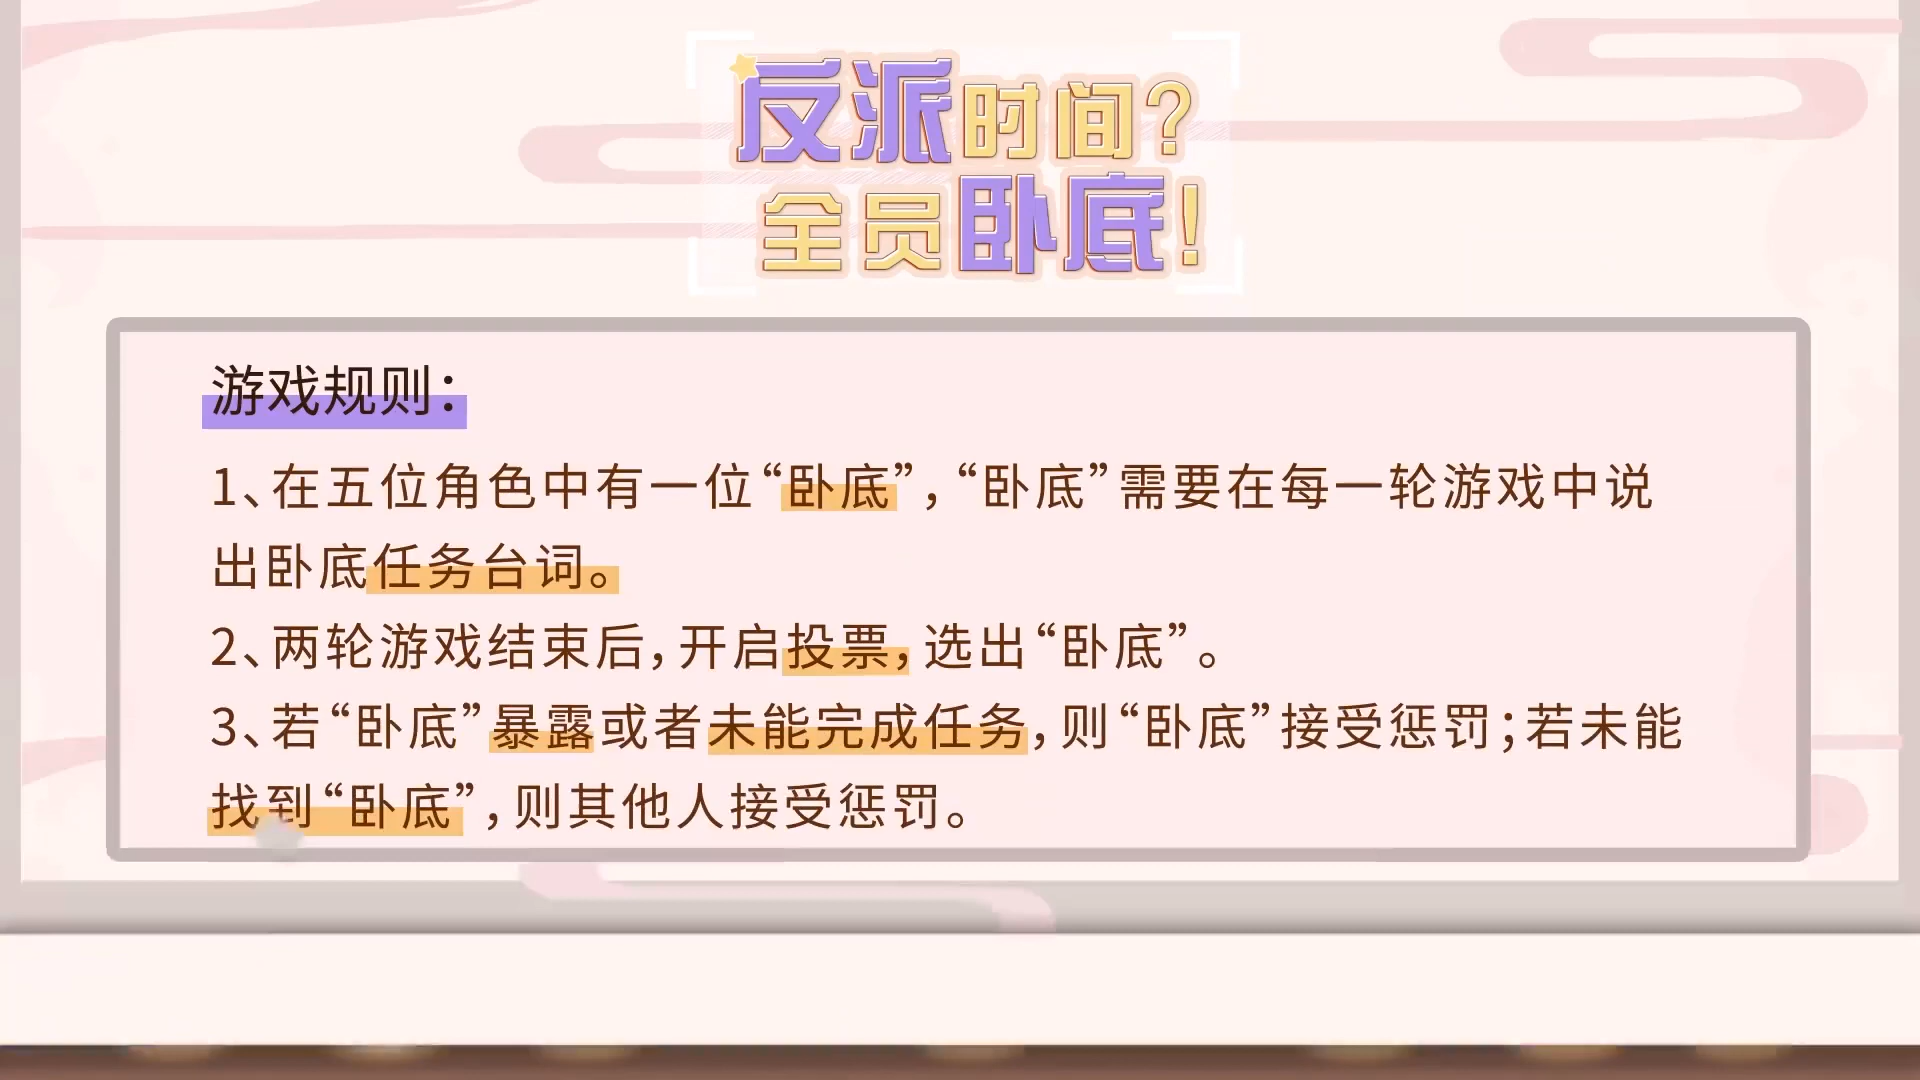 反派时间?
全员卧底!
游戏规则:
1、在五位角色中有一位“卧底”,“卧底”需要在每一轮游戏中说
出卧底任务台词。
2、两轮游戏结束后,开启投票,选出“卧底”。
3、若“卧底”暴露或者未能完成任务,则“卧底”接受惩罚;若未能
找到“卧底”,则其他人接受惩罚。